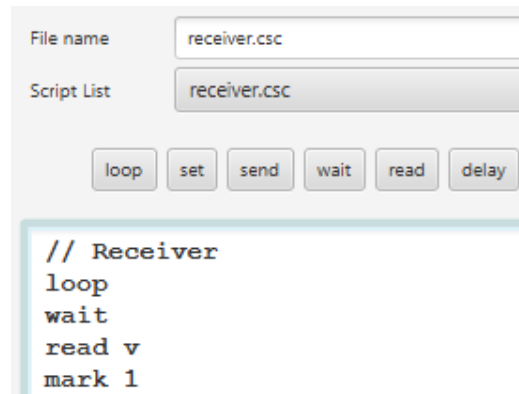 File name receiver.csc
Script List receiver.csc
loop set send wait read delay
// Receiver
loop
wait
read v
mark 1